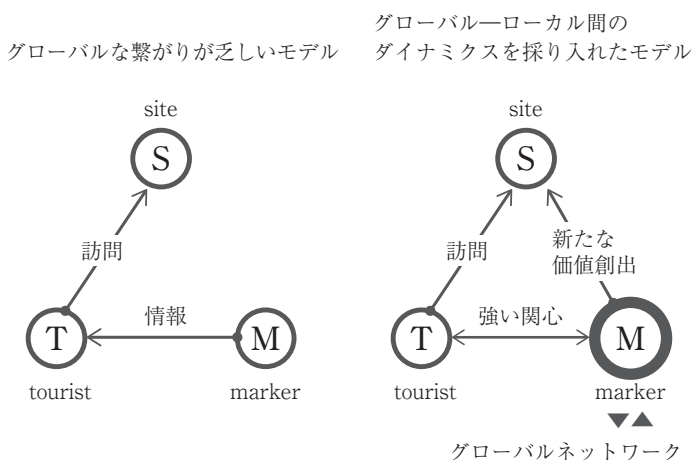 グローバルな繋がりが乏しいモデル
site
S
訪問
情報
T
M
tourist
marker
グローバル―ローカル間の
ダイナミクスを採り入れたモデル
site
S
訪問
新たな
価値創出
強い関心
T
M
tourist
marker
▼▲
グローバルネットワーク